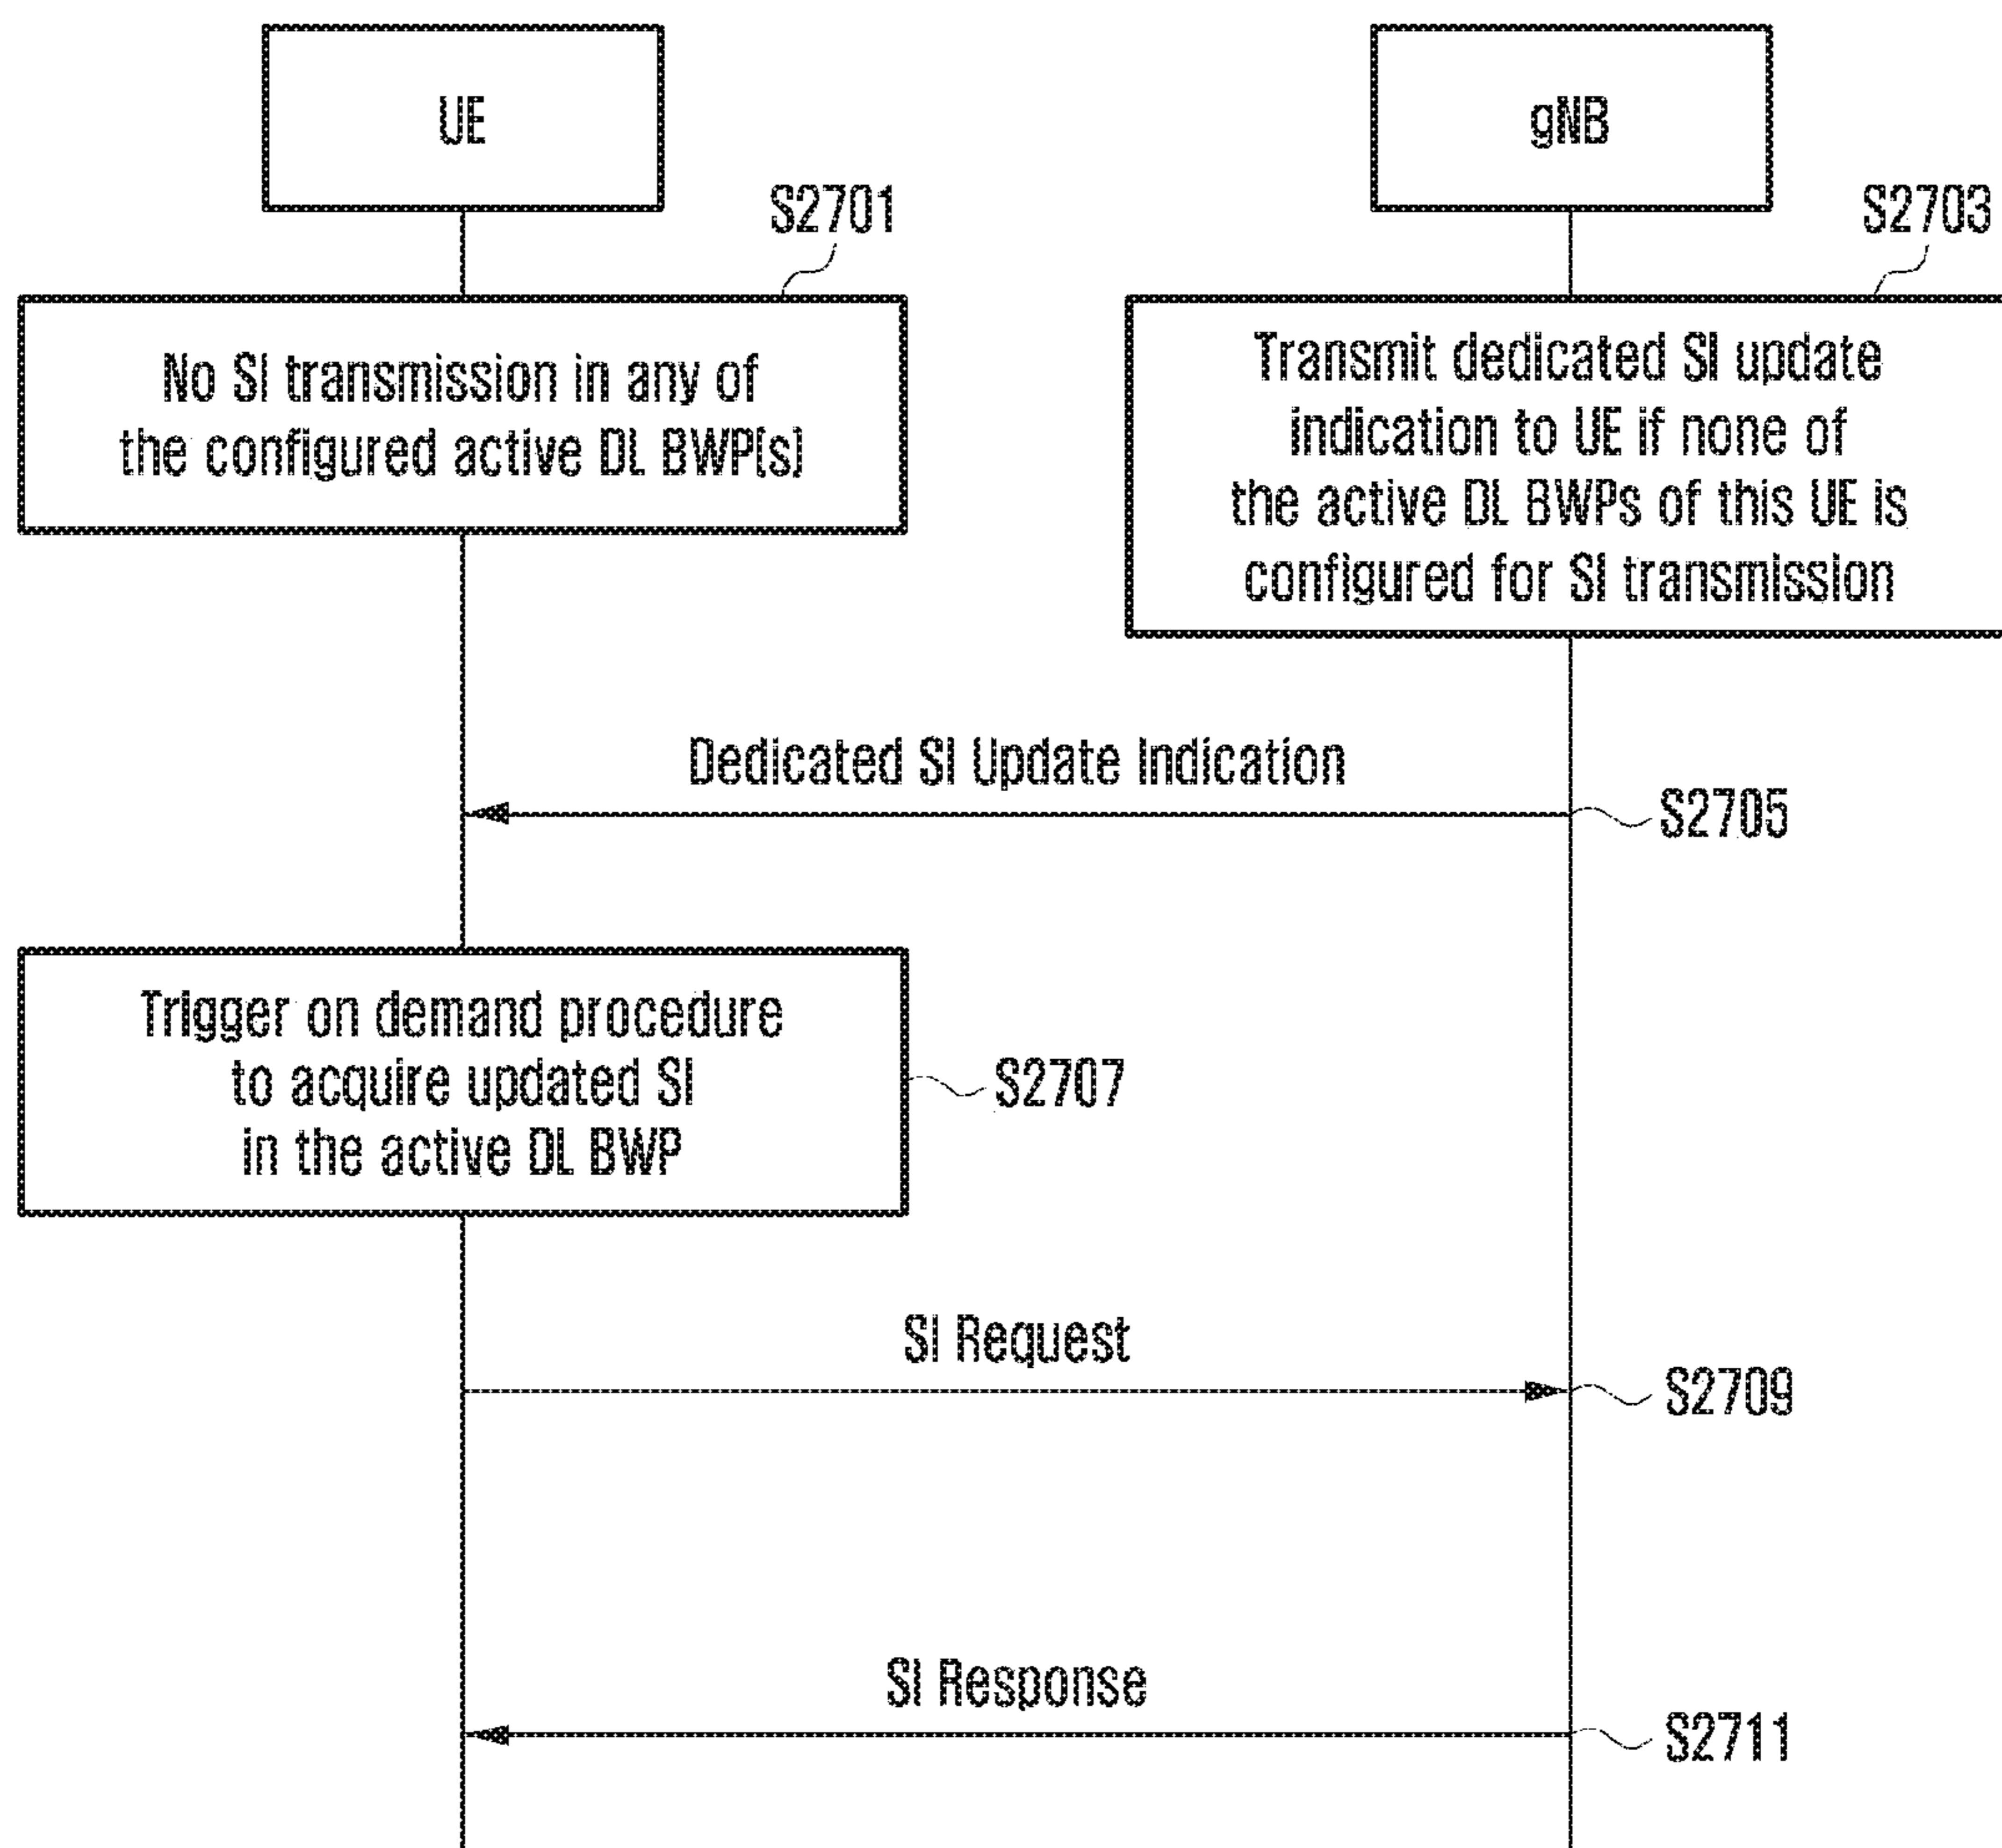 UE
gNB
S2701
S2703
No SI transmission in any of
the configured active DL BWP(s)
Transmit dedicated SI update
indication to UE if none of
the active DL BWPs of this UE is
configured for SI transmission
Dedicated SI Update Indication
S2705
Trigger on demand procedure
to acquire updated SI
in the active DL BWP
S2707
SI Request
S2709
SI Response
S2711